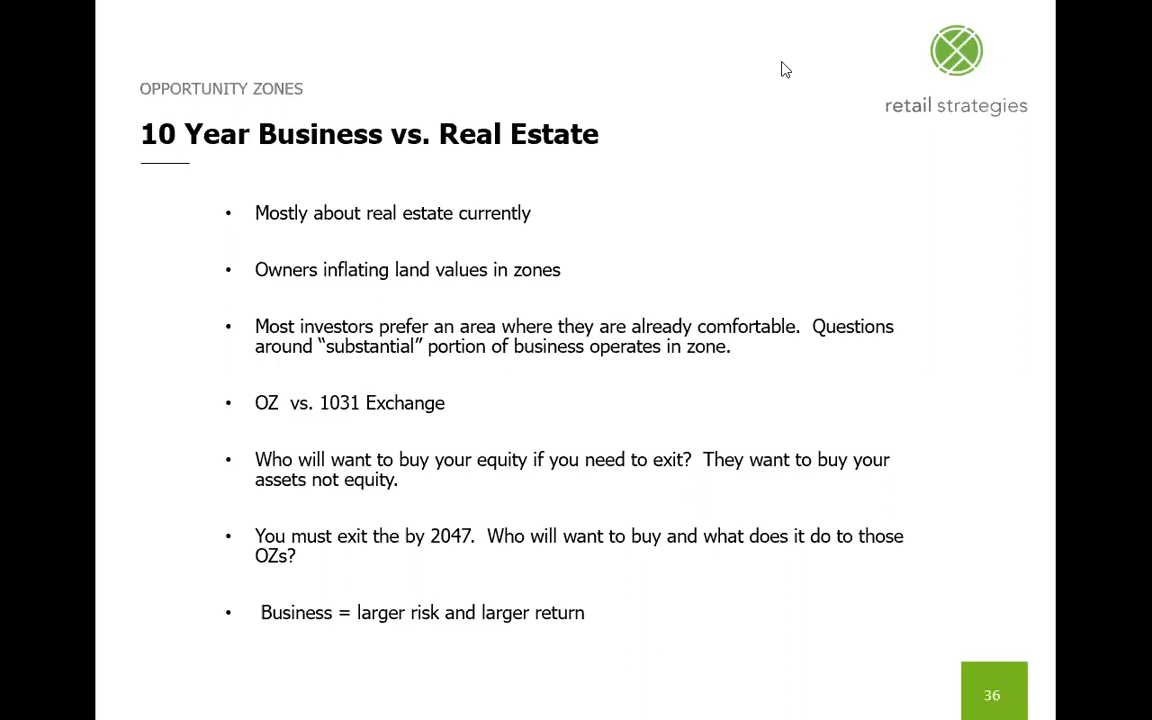 OPPORTUNITY ZONES
retail strategies
10 Year Business vs. Real Estate
• Mostly about real estate currently
• Owners inflating land values in zones
• Most investors prefer an area where they are already comfortable.  Questions
around “substantial” portion of business operates in zone.
• OZ  vs. 1031 Exchange
• Who will want to buy your equity if you need to exit?  They want to buy your
assets not equity.
• You must exit the by 2047.  Who will want to buy and what does it do to those
OZs?
• Business = larger risk and larger return
36